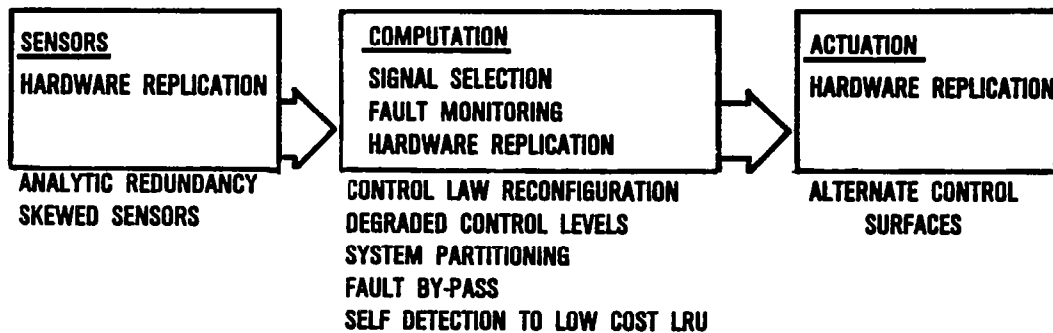 SENSORS
HARDWARE REPLICATION
ANALYTIC REDUNDANCY
SKEWED SENSORS
COMPUTATION
SIGNAL SELECTION
FAULT MONITORING
HARDWARE REPLICATION
CONTROL LAW RECONFIGURATION
DEGRADED CONTROL LEVELS
SYSTEM PARTITIONING
FAULT BY-PASS
SELF DETECTION TO LOW COST LRU
ACTUATION
HARDWARE REPLICATION
ALTERNATE CONTROL
SURFACES